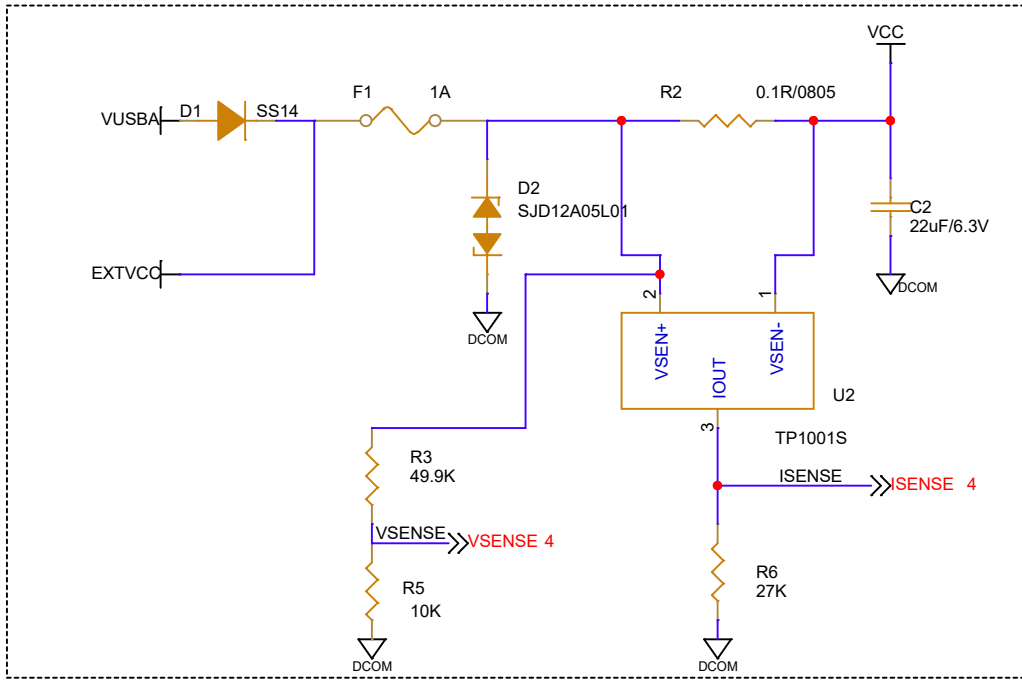 VCC
F1 1A R2 0.1R/0805
VUSBA D1 SS14
D2
SJD12A05L01
C2
22uF/6.3V
EXTVCC
DCOM
2 1
DCOM
VSEN+ IOUT VSEN-
U2
3
TP1001S
R3
49.9K
ISENSE ISENSE 4
VSENSE VSENSE 4
R6
27K
R5
10K
DCOM DCOM